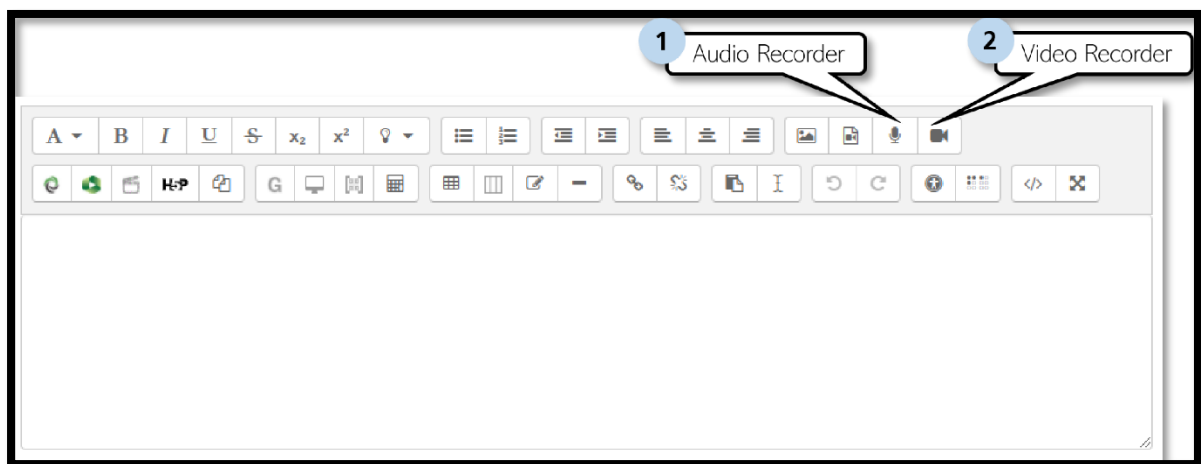 1 Audio Recorder 2 Video Recorder
A B I U S x₂ x²
H5P G